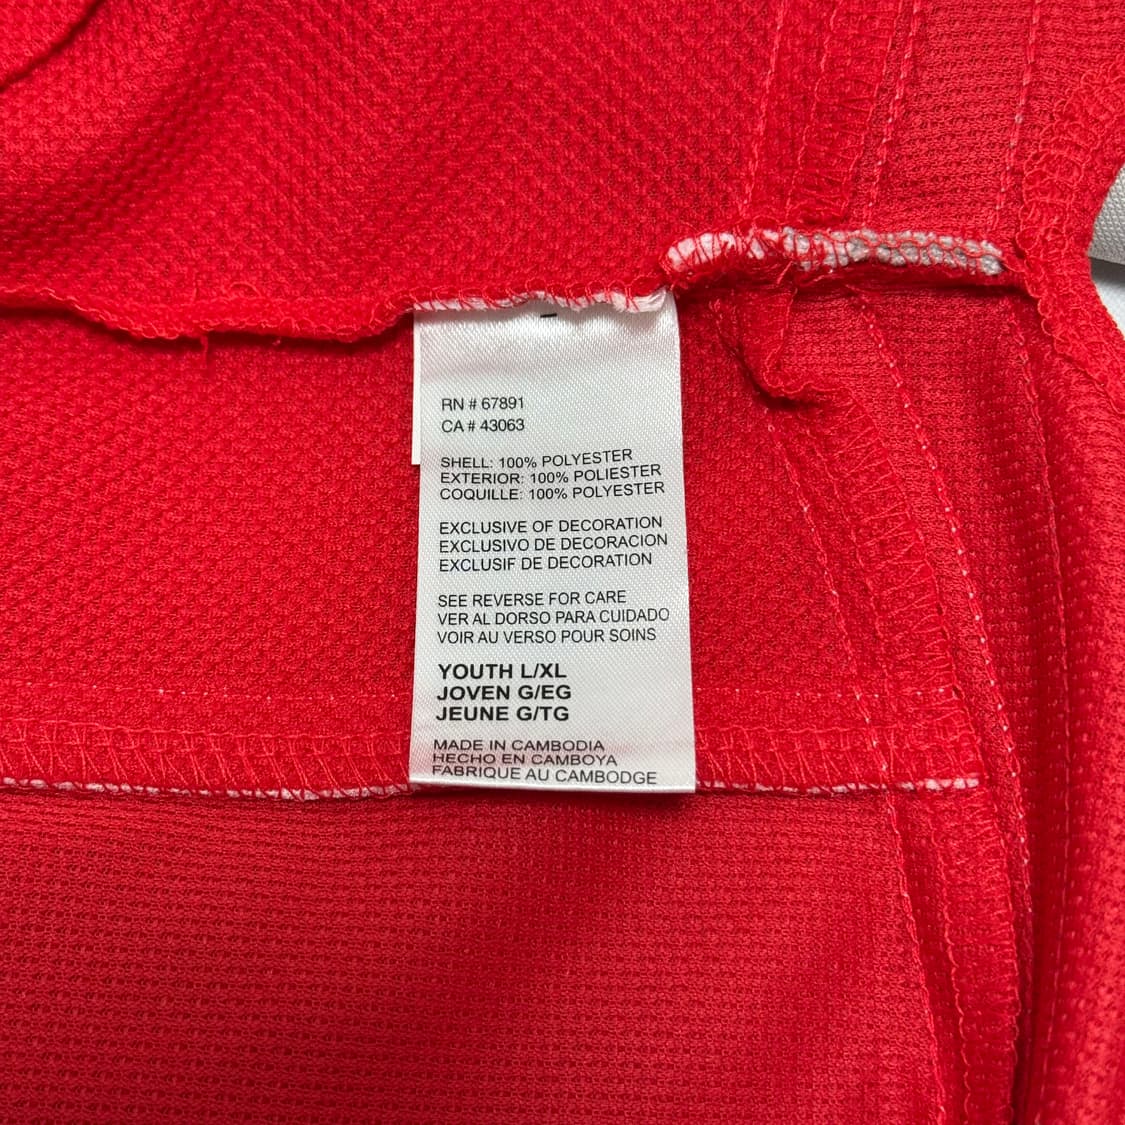 RN # 67891
CA # 43063
SHELL: 100% POLYESTER
EXTERIOR: 100% POLIESTER
COQUILLE: 100% POLYESTER
EXCLUSIVE OF DECORATION
EXCLUSIVO DE DECORACION
EXCLUSIF DE DECORATION
SEE REVERSE FOR CARE
VER AL DORSO PARA CUIDADO
VOIR AU VERSO POUR SOINS
YOUTH L/XL
JOVEN G/EG
JEUNE G/TG
MADE IN CAMBODIA
HECHO EN CAMBOYA
FABRIQUE AU CAMBODGE